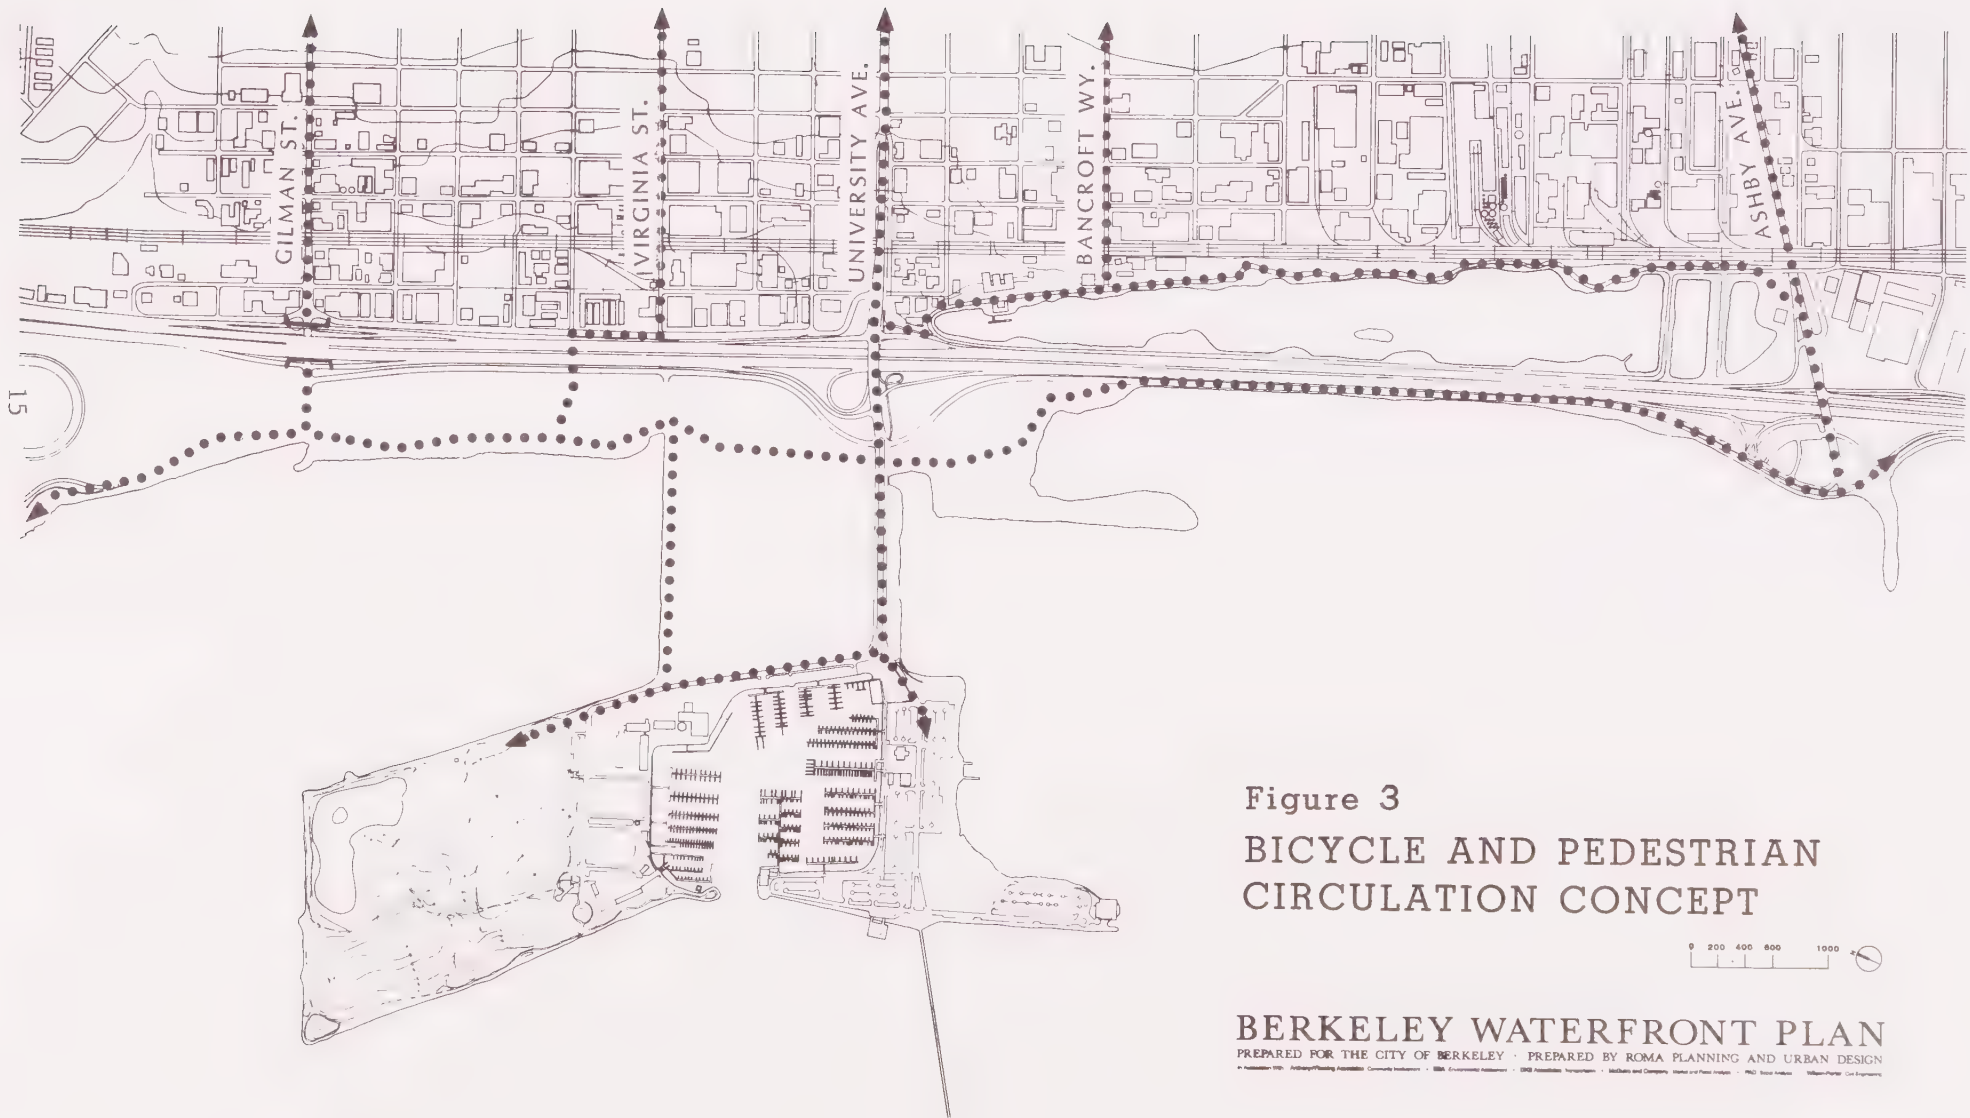 GILMAN ST.
VIRGINIA ST.
UNIVERSITY AVE.
BANCROFT WY.
ASHBY AVE.
15
Figure 3
BICYCLE AND PEDESTRIAN
CIRCULATION CONCEPT
0 200 400 600 1000
N
BERKELEY WATERFRONT PLAN
PREPARED FOR THE CITY OF BERKELEY · PREPARED BY ROMA PLANNING AND URBAN DESIGN